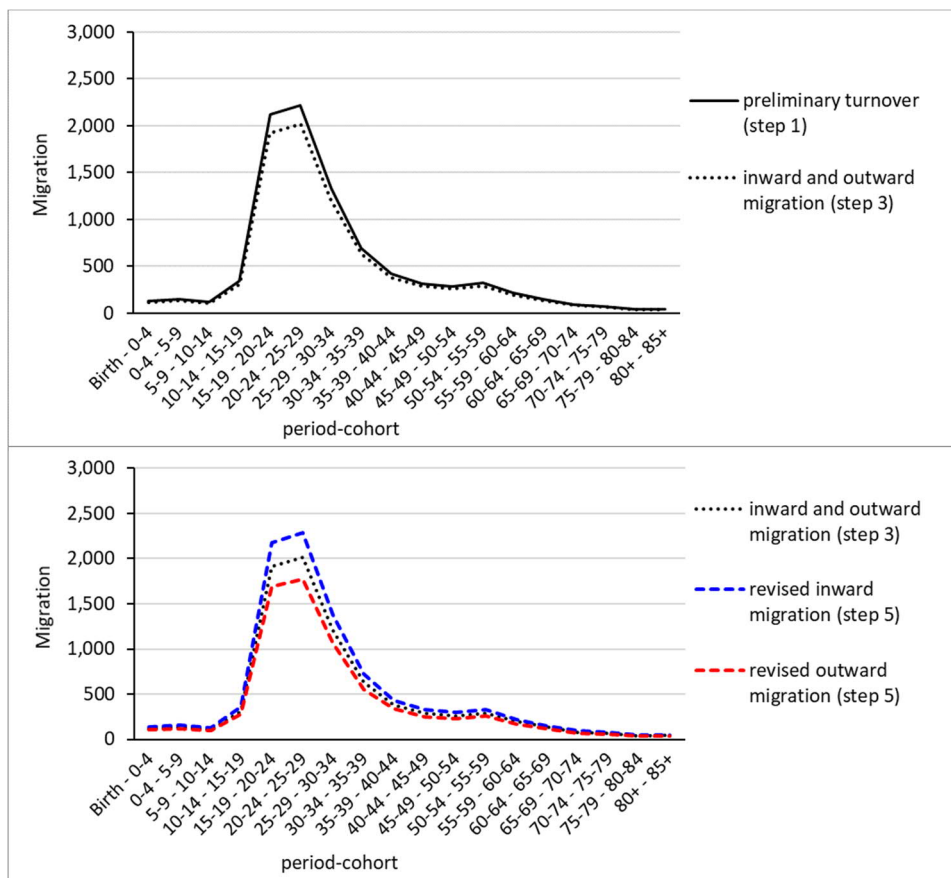 3,000
2,500
2,000
1,500
1,000
500
0
Migration
Birth - 0-4
0-4 - 5-9
5-9 - 10-14
10-14 - 15-19
15-19 - 20-24
20-24 - 25-29
25-29 - 30-34
30-34 - 35-39
35-39 - 40-44
40-44 - 45-49
45-49 - 50-54
50-54 - 55-59
55-59 - 60-64
60-64 - 65-69
65-69 - 70-74
70-74 - 75-79
75-79 - 80-84
80+ - 85+
period-cohort
preliminary turnover
(step 1)
inward and outward
migration (step 3)
3,000
2,500
2,000
1,500
1,000
500
0
Migration
Birth - 0-4
0-4 - 5-9
5-9 - 10-14
10-14 - 15-19
15-19 - 20-24
20-24 - 25-29
25-29 - 30-34
30-34 - 35-39
35-39 - 40-44
40-44 - 45-49
45-49 - 50-54
50-54 - 55-59
55-59 - 60-64
60-64 - 65-69
65-69 - 70-74
70-74 - 75-79
75-79 - 80-84
80+ - 85+
period-cohort
inward and outward
migration (step 3)
revised inward
migration (step 5)
revised outward
migration (step 5)